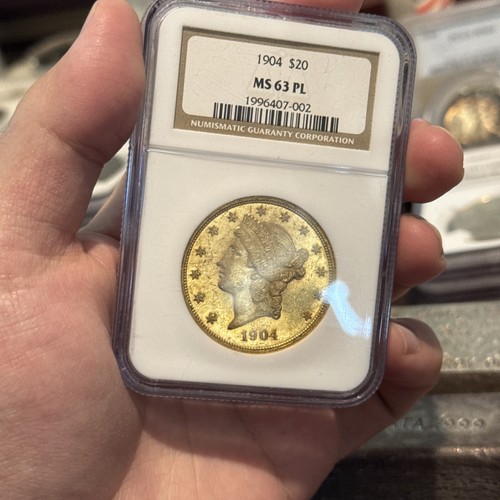 1904 $20
MS 63 PL
1996407-002
NUMISMATIC GUARANTY CORPORATION
1904